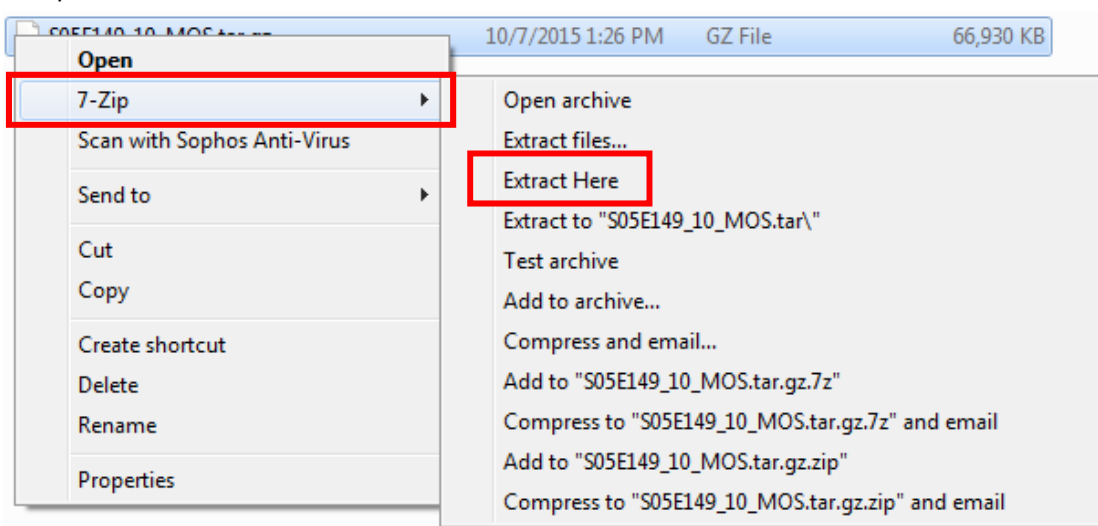 S05E149_10_MOS.tar.gz 10/7/2015 1:26 PM GZ File 66,930 KB
Open
7-Zip
Scan with Sophos Anti-Virus
Send to
Cut
Copy
Create shortcut
Delete
Rename
Properties
Open archive
Extract files...
Extract Here
Extract to "S05E149_10_MOS.tar\"
Test archive
Add to archive...
Compress and email...
Add to "S05E149_10_MOS.tar.gz.7z"
Compress to "S05E149_10_MOS.tar.gz.7z" and email
Add to "S05E149_10_MOS.tar.gz.zip"
Compress to "S05E149_10_MOS.tar.gz.zip" and email